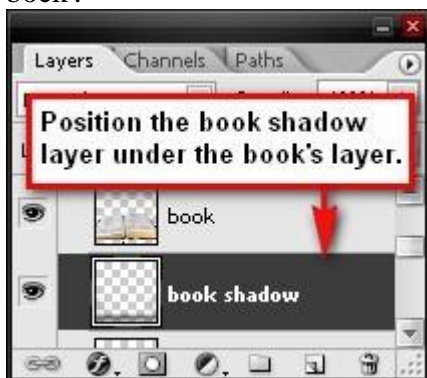 Layers Channels Paths
Position the book shadow
layer under the book's layer.
book
book shadow